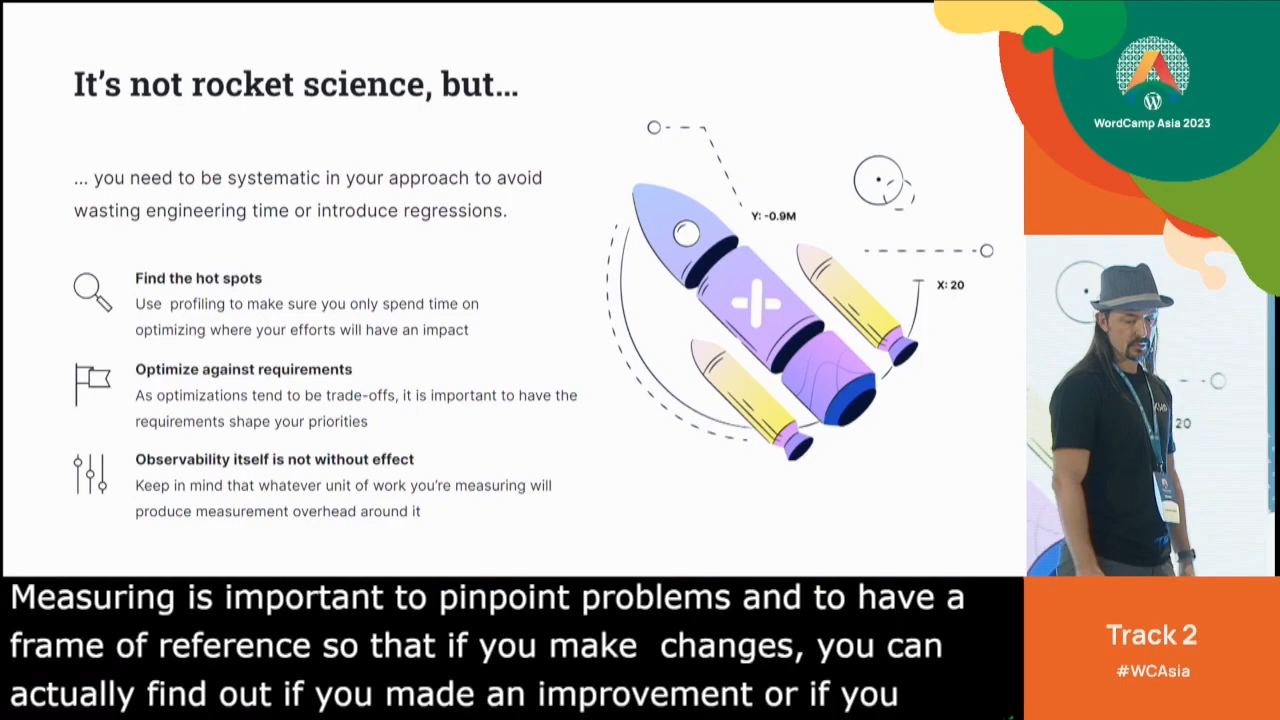 It's not rocket science, but...
... you need to be systematic in your approach to avoid
wasting engineering time or introduce regressions.
Find the hot spots
Use profiling to make sure you only spend time on
optimizing where your efforts will have an impact
Optimize against requirements
As optimizations tend to be trade-offs, it is important to have the
requirements shape your priorities
Observability itself is not without effect
Keep in mind that whatever unit of work you're measuring will
produce measurement overhead around it
Y: -0.9M
X: 20
WordCamp Asia 2023
20
Track 2
#WCAsia
Measuring is important to pinpoint problems and to have a
frame of reference so that if you make changes, you can
actually find out if you made an improvement or if you